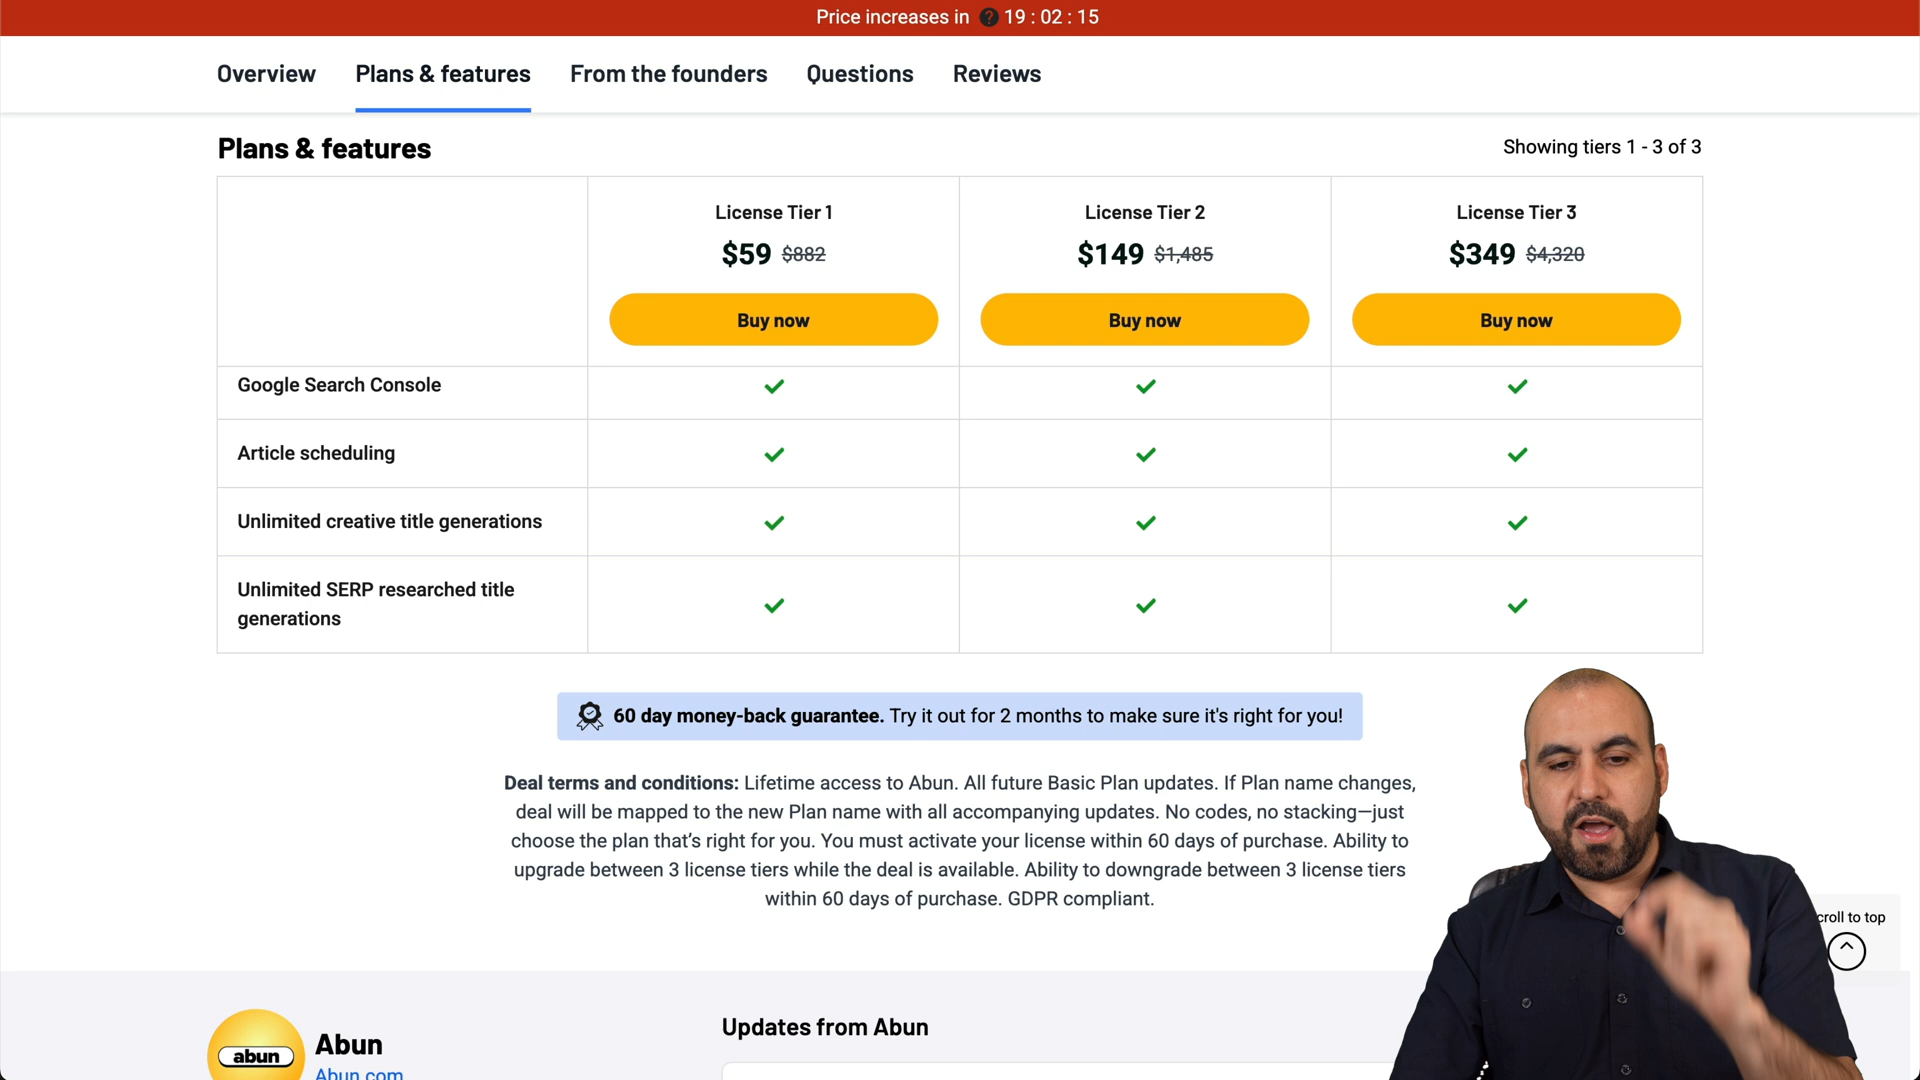 Price increases in ? 19 : 02 : 15
Overview
Plans & features
From the founders
Questions
Reviews
Plans & features
Showing tiers 1 - 3 of 3
License Tier 1
License Tier 2
License Tier 3
$59 $882
$149 $1,485
$349 $4,320
Buy now
Buy now
Buy now
Google Search Console
Article scheduling
Unlimited creative title generations
Unlimited SERP researched title
generations
60 day money-back guarantee. Try it out for 2 months to make sure it's right for you!
Deal terms and conditions: Lifetime access to Abun. All future Basic Plan updates. If Plan name changes,
deal will be mapped to the new Plan name with all accompanying updates. No codes, no stacking—just
choose the plan that’s right for you. You must activate your license within 60 days of purchase. Ability to
upgrade between 3 license tiers while the deal is available. Ability to downgrade between 3 license tiers
within 60 days of purchase. GDPR compliant.
croll to top
Updates from Abun
abun
Abun
Abun.com